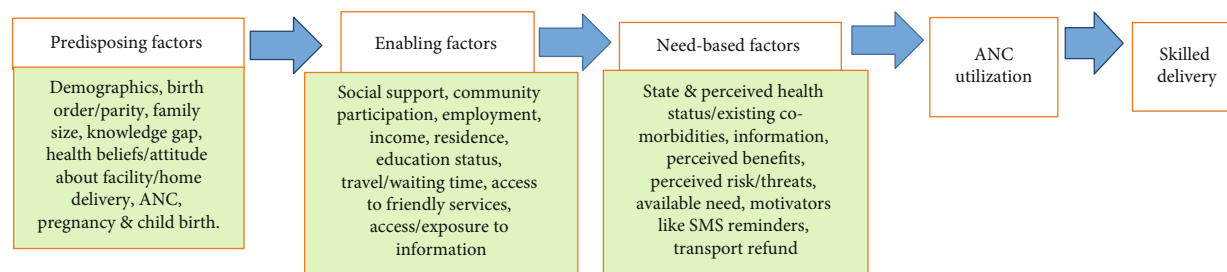 Predisposing factors
Demographics, birth
order/parity, family
size, knowledge gap,
health beliefs/attitude
about facility/home
delivery, ANC,
pregnancy & child birth.
Enabling factors
Social support, community
participation, employment,
income, residence,
education status,
travel/waiting time, access
to friendly services,
access/exposure to
information
Need-based factors
State & perceived health
status/existing co-
morbidities, information,
perceived benefits,
perceived risk/threats,
available need, motivators
like SMS reminders,
transport refund
ANC
utilization
Skilled
delivery